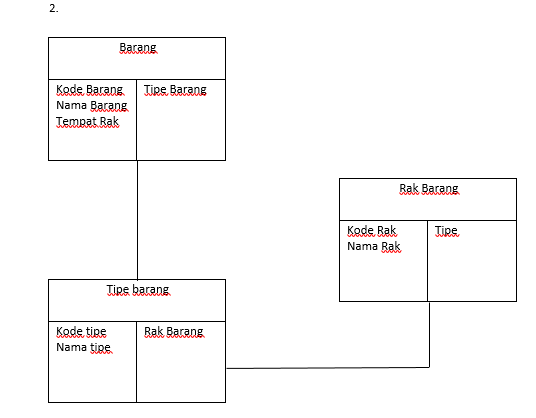 2.
Barang
Kode Barang
Nama Barang
Tempat Rak
Tipe Barang
Rak Barang
Kode Rak
Nama Rak
Tipe
Tipe barang
Kode tipe
Nama tipe
Rak Barang